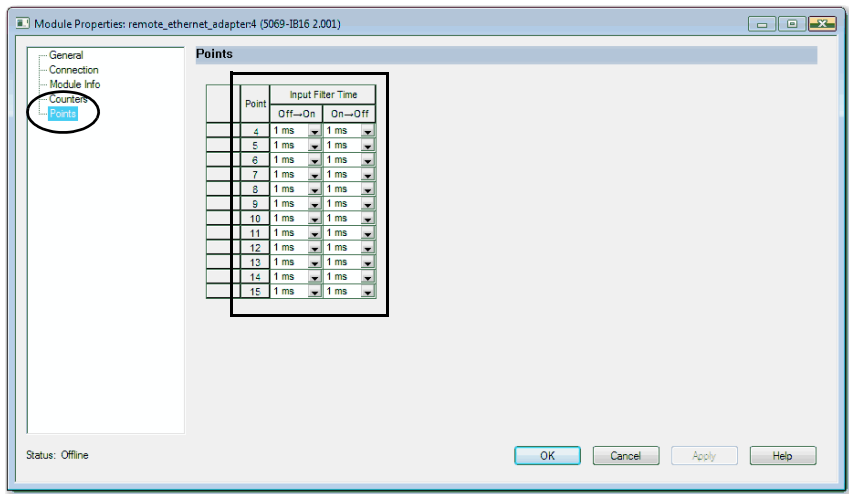 Module Properties: remote_ethernet_adapter:4 (5069-IB16 2.001)
General
Connection
Module Info
Counters
Points
Points
Point
Input Filter Time
Off→On On→Off
4 1 ms 1 ms
5 1 ms 1 ms
6 1 ms 1 ms
7 1 ms 1 ms
8 1 ms 1 ms
9 1 ms 1 ms
10 1 ms 1 ms
11 1 ms 1 ms
12 1 ms 1 ms
13 1 ms 1 ms
14 1 ms 1 ms
15 1 ms 1 ms
Status: Offline
OK Cancel Apply Help